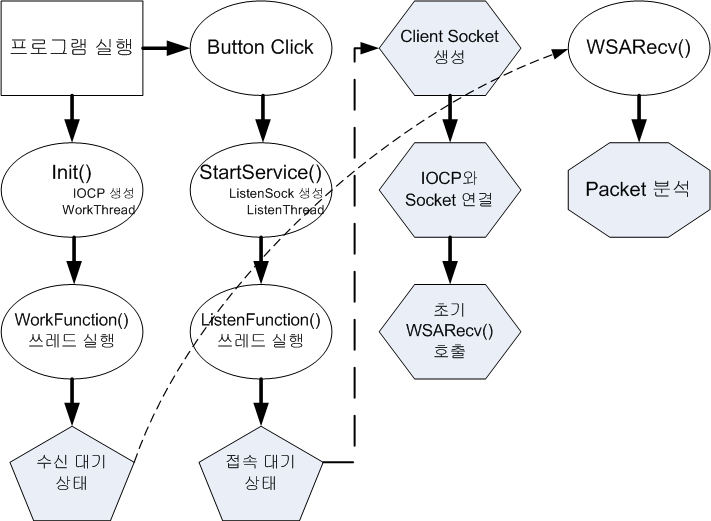 프로그램 실행
Button Click
Client Socket
생성
WSARecv()
Init()
IOCP 생성
WorkThread
StartService()
ListenSock 생성
ListenThread
IOCP와
Socket 연결
Packet 분석
WorkFunction()
쓰레드 실행
ListenFunction()
쓰레드 실행
초기
WSARecv()
호출
수신 대기
상태
접속 대기
상태